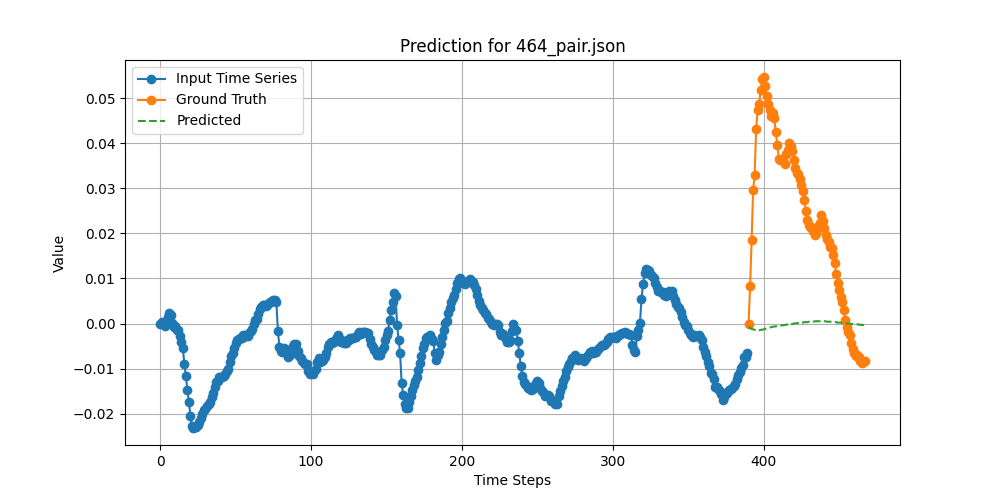 Prediction for 464_pair.json
Input Time Series
Ground Truth
Predicted
0.05
0.04
0.03
0.02
0.01
0.00
−0.01
−0.02
Value
0
100
200
300
400
Time Steps